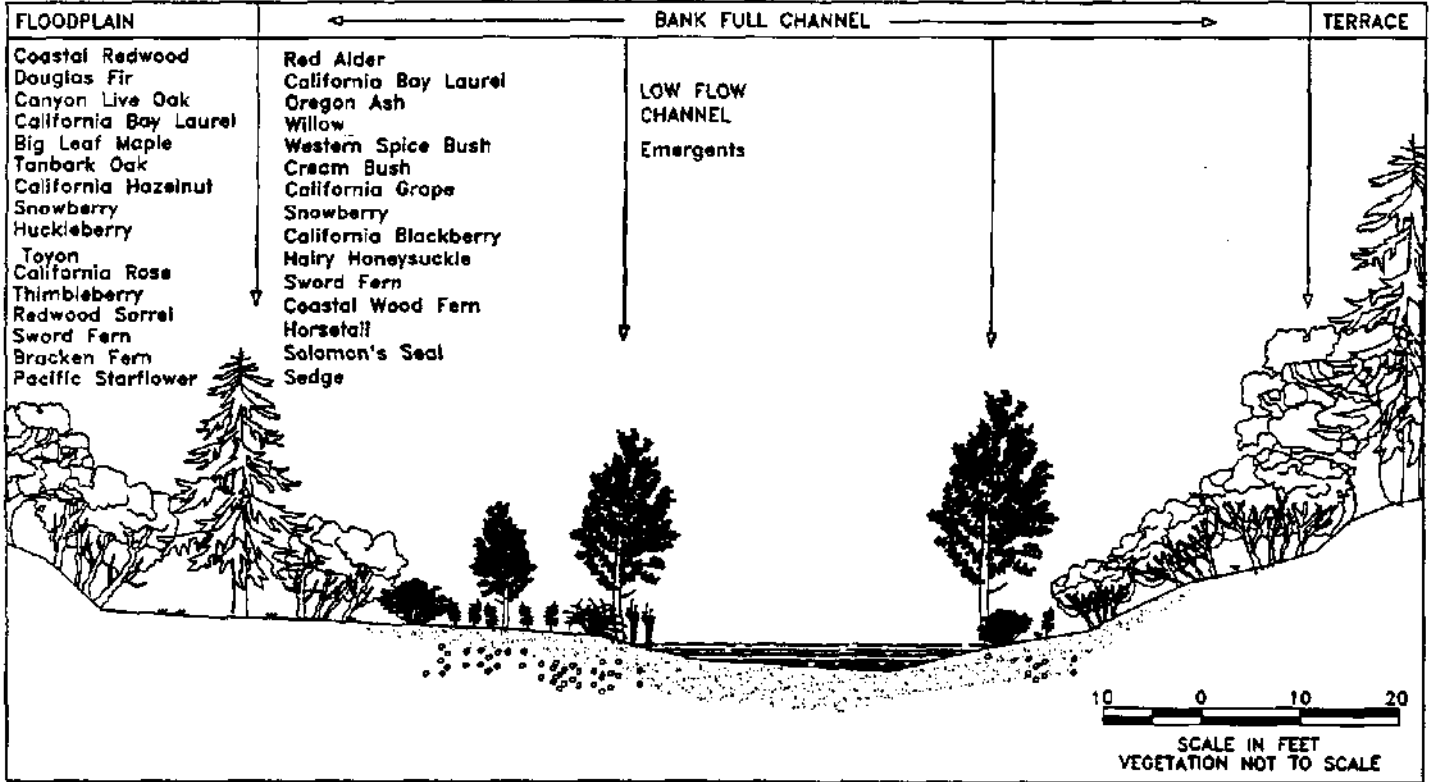 FLOODPLAIN
BANK FULL CHANNEL
TERRACE
Coastal Redwood
Douglas Fir
Canyon Live Oak
California Bay Laurel
Big Leaf Maple
Tanbark Oak
California Hazelnut
Snowberry
Huckleberry
Toyon
California Rose
Thimbleberry
Redwood Sorrel
Sword Fern
Bracken Fern
Pacific Starflower
Red Alder
California Bay Laurel
Oregon Ash
Willow
Western Spice Bush
Cream Bush
California Grape
Snowberry
California Blackberry
Hairy Honeysuckle
Sword Fern
Coastal Wood Fern
Horsetail
Solomon's Seal
Sedge
LOW FLOW
CHANNEL
Emergents
10 0 10 20
SCALE IN FEET
VEGETATION NOT TO SCALE